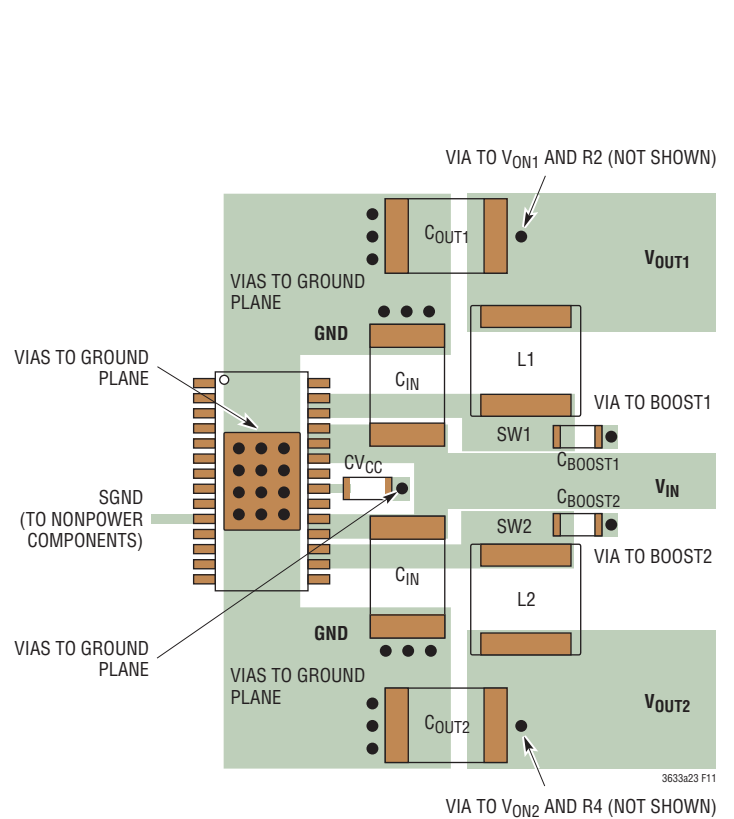 VIA TO VON1 AND R2 (NOT SHOWN)
COUT1
VOUT1
VIAS TO GROUND
PLANE
GND
VIAS TO GROUND
PLANE
L1
CIN
VIA TO BOOST1
SW1
CBOOST1
CVCC
VIN
SGND
(TO NONPOWER
COMPONENTS)
CBOOST2
SW2
VIA TO BOOST2
CIN
L2
GND
VIAS TO GROUND
PLANE
VIAS TO GROUND
PLANE
VOUT2
COUT2
3633a23 F11
VIA TO VON2 AND R4 (NOT SHOWN)